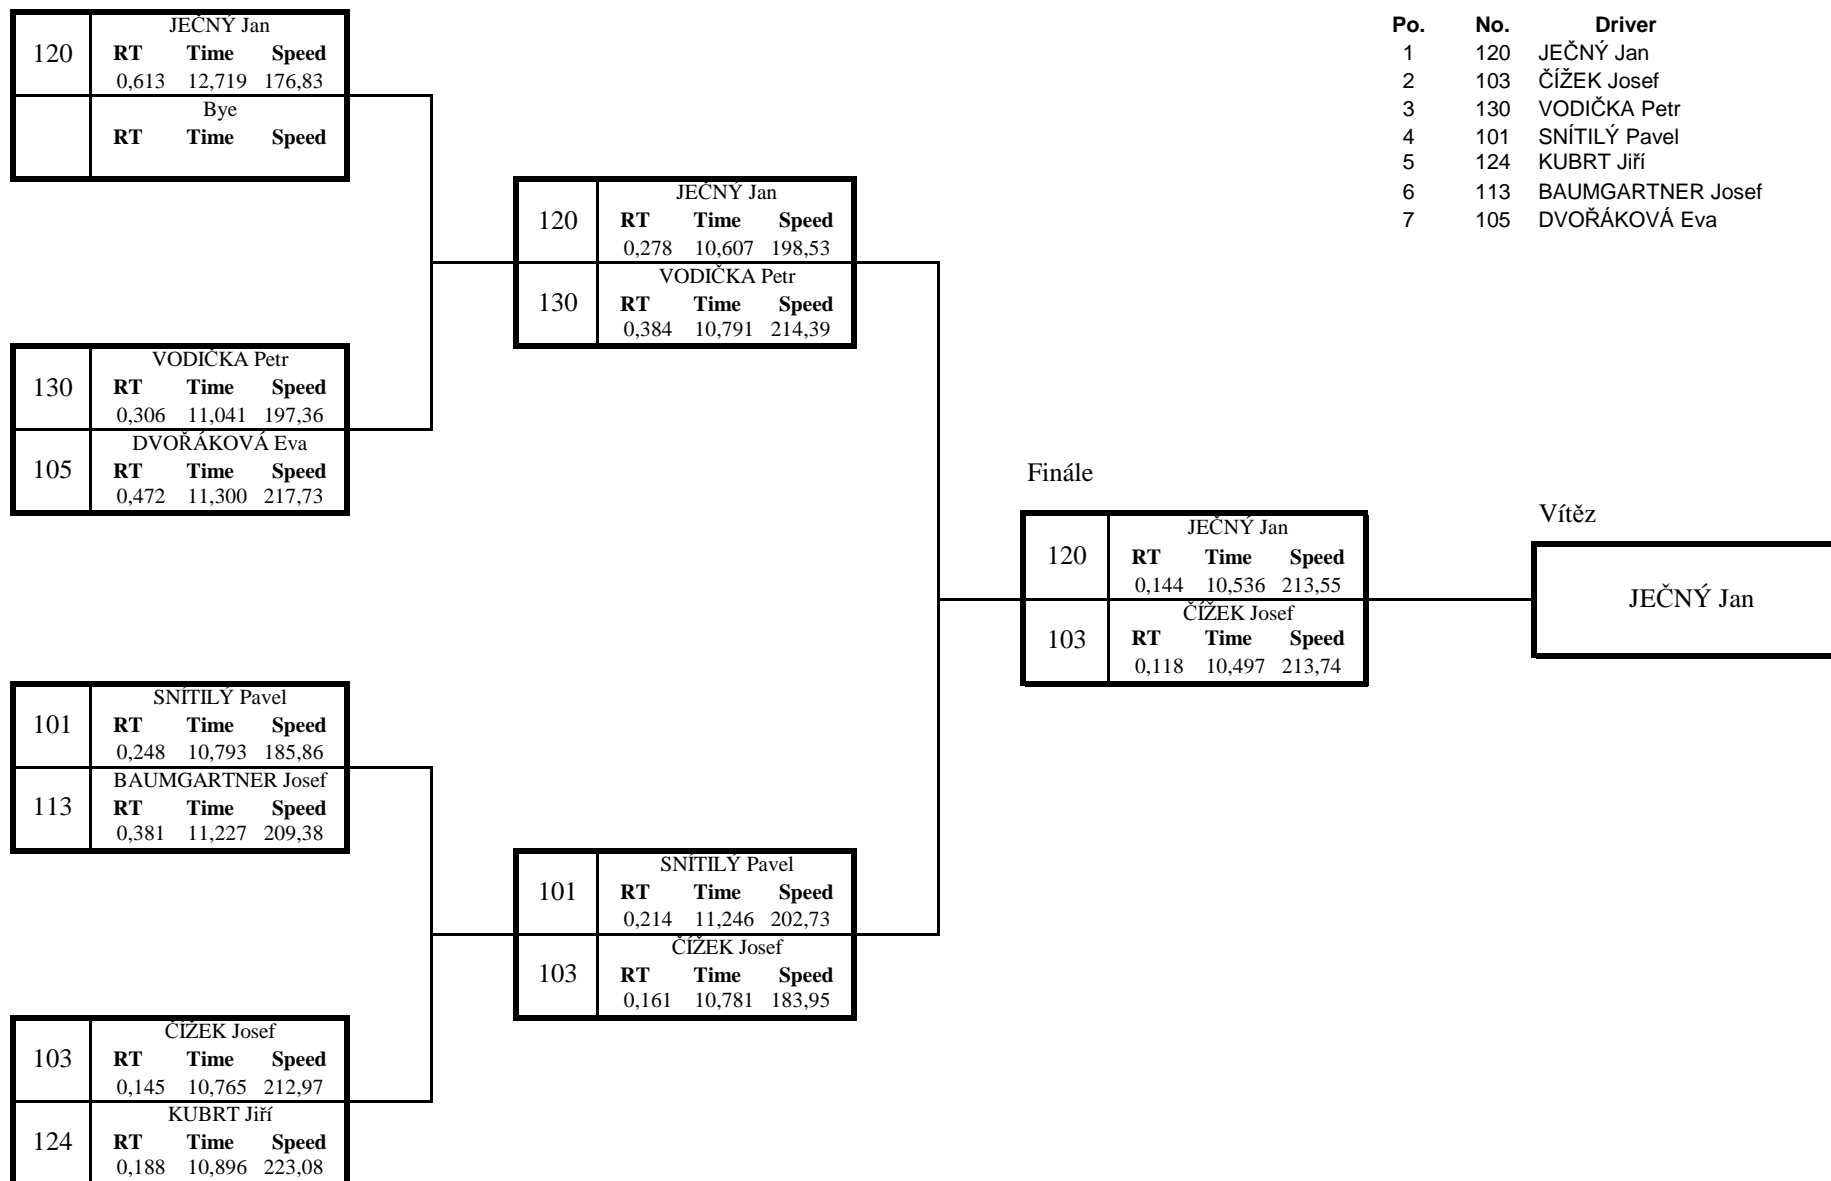 JEČNÝ Jan
120 RT Time Speed
0,613 12,719 176,83
Bye
RT Time Speed
VODIČKA Petr
130 RT Time Speed
0,306 11,041 197,36
DVOŘÁKOVÁ Eva
105 RT Time Speed
0,472 11,300 217,73
SNÍTILÝ Pavel
101 RT Time Speed
0,248 10,793 185,86
BAUMGARTNER Josef
113 RT Time Speed
0,381 11,227 209,38
ČÍŽEK Josef
103 RT Time Speed
0,145 10,765 212,97
KUBRT Jiří
124 RT Time Speed
0,188 10,896 223,08
JEČNÝ Jan
120 RT Time Speed
0,278 10,607 198,53
VODIČKA Petr
130 RT Time Speed
0,384 10,791 214,39
SNÍTILÝ Pavel
101 RT Time Speed
0,214 11,246 202,73
ČÍŽEK Josef
103 RT Time Speed
0,161 10,781 183,95
Finále
JEČNÝ Jan
120 RT Time Speed
0,144 10,536 213,55
ČÍŽEK Josef
103 RT Time Speed
0,118 10,497 213,74
Vítěz
JEČNÝ Jan
Po. No. Driver
1 120 JEČNÝ Jan
2 103 ČÍŽEK Josef
3 130 VODIČKA Petr
4 101 SNÍTILÝ Pavel
5 124 KUBRT Jiří
6 113 BAUMGARTNER Josef
7 105 DVOŘÁKOVÁ Eva